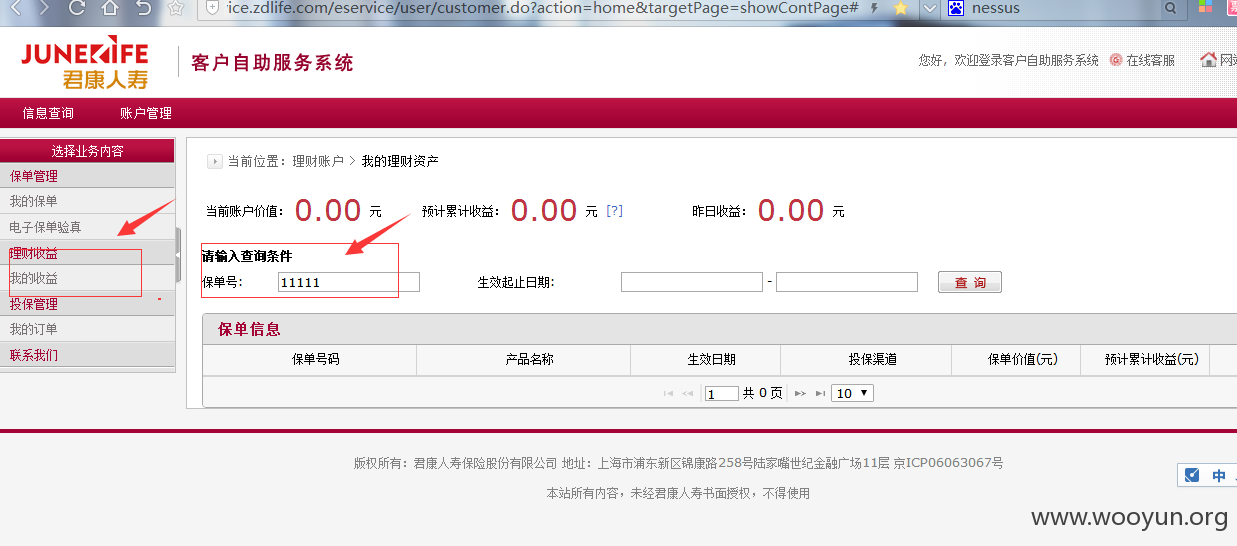 ice.zdlife.com/eservice/user/customer.do?action=home&targetPage=showContPage# nessus
JUNELIFE
君康人寿
客户自助服务系统
您好，欢迎登录客户自助服务系统 在线客服
信息查询 账户管理
选择业务内容
保单管理
我的保单
电子保单验真
理财收益
我的收益
投保管理
我的订单
联系我们
当前位置：理财账户 > 我的理财资产
当前账户价值： 0.00 元 预计累计收益： 0.00 元 [?] 昨日收益： 0.00 元
请输入查询条件
保单号： 11111 生效起止日期： - 查 询
保单信息
保单号码 产品名称 生效日期 投保渠道 保单价值(元) 预计累计收益(元)
1 共 0 页 10
版权所有：君康人寿保险股份有限公司 地址：上海市浦东新区锦康路258号陆家嘴世纪金融广场11层 京ICP06063067号
本站所有内容，未经君康人寿书面授权，不得使用
中
www.wooyun.org